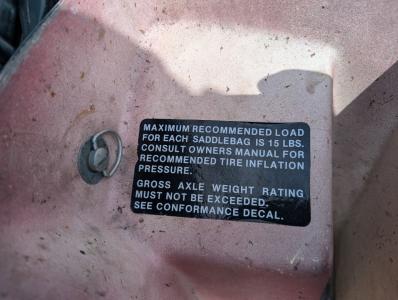 MAXIMUM RECOMMENDED LOAD
FOR EACH SADDLEBAG IS 15 LBS.
CONSULT OWNERS MANUAL FOR
RECOMMENDED TIRE INFLATION
PRESSURE.
GROSS AXLE WEIGHT RATING
MUST NOT BE EXCEEDED.
SEE CONFORMANCE DECAL.